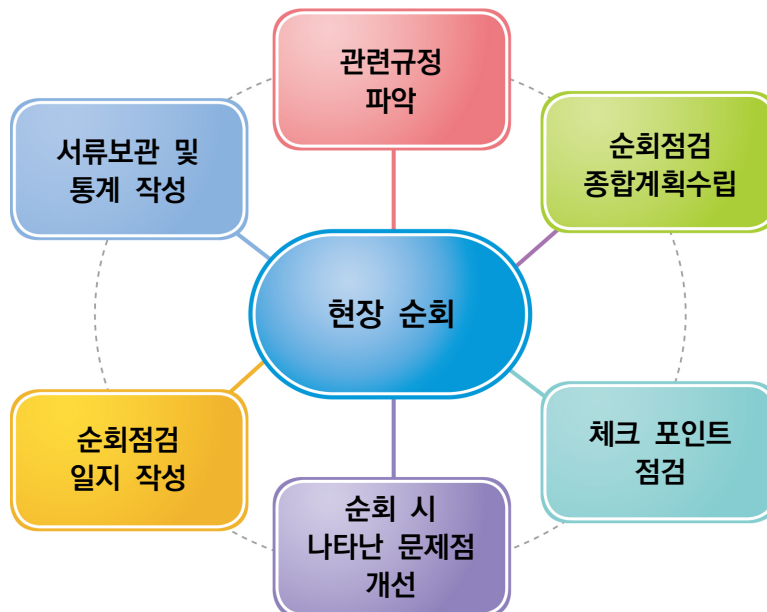 관련규정
파악
순회점검
종합계획수립
체크 포인트
점검
순회 시
나타난 문제점
개선
순회점검
일지 작성
서류보관 및
통계 작성
현장 순회